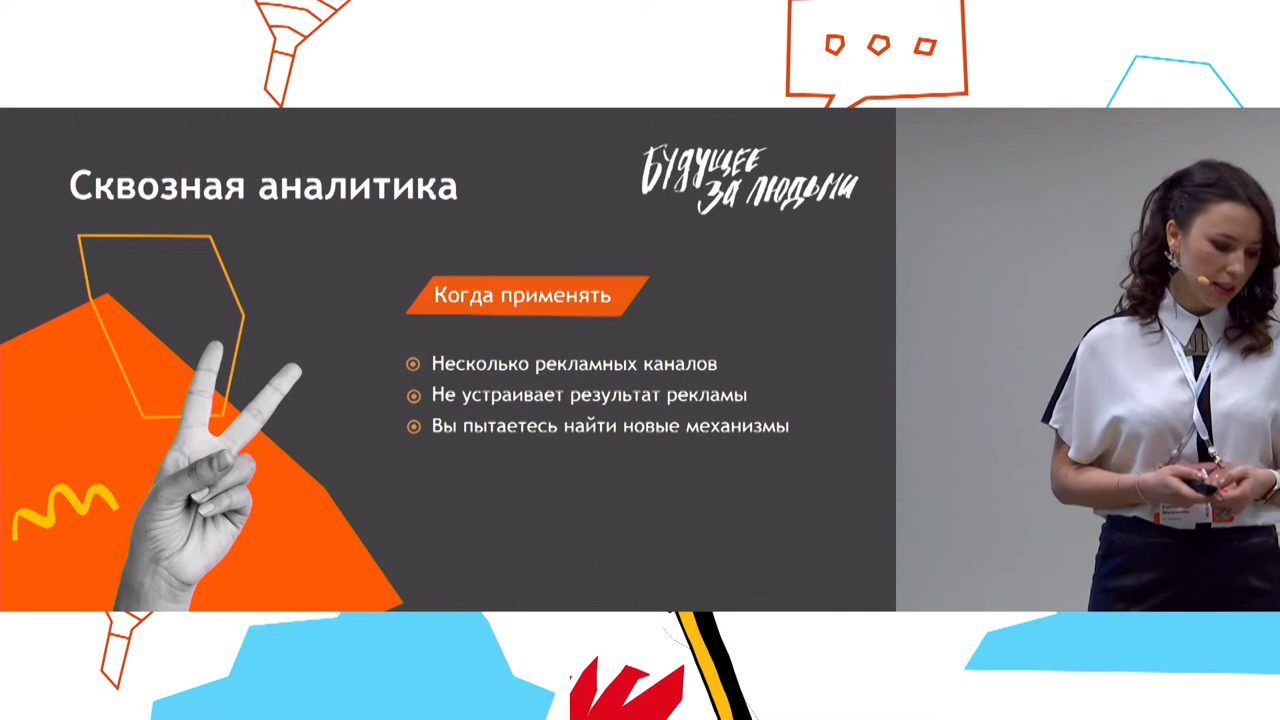 Сквозная аналитика
Будущее
за людьми
Когда применять
Несколько рекламных каналов
Не устраивает результат рекламы
Вы пытаетесь найти новые механизмы